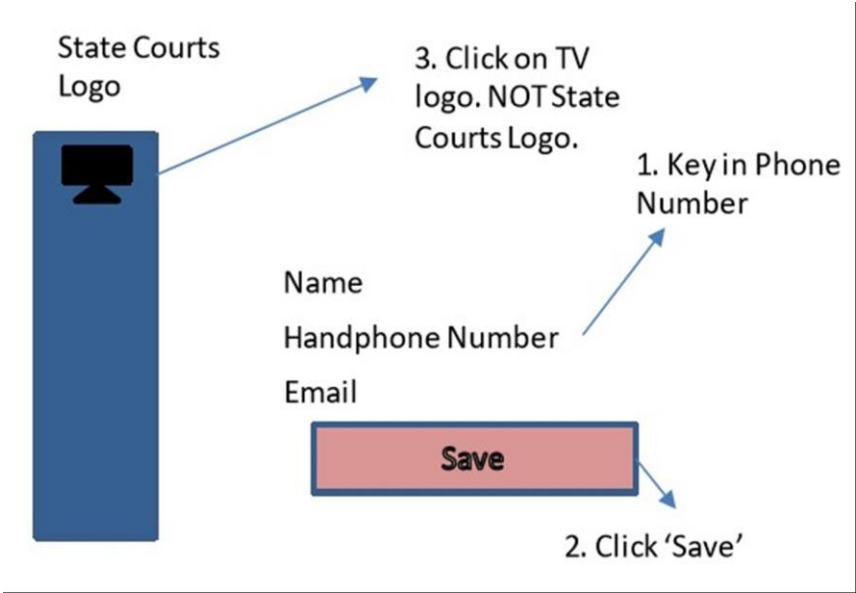 State Courts
Logo
3. Click on TV
logo. NOT State
Courts Logo.
1. Key in Phone
Number
Name
Handphone Number
Email
Save
2. Click ‘Save’